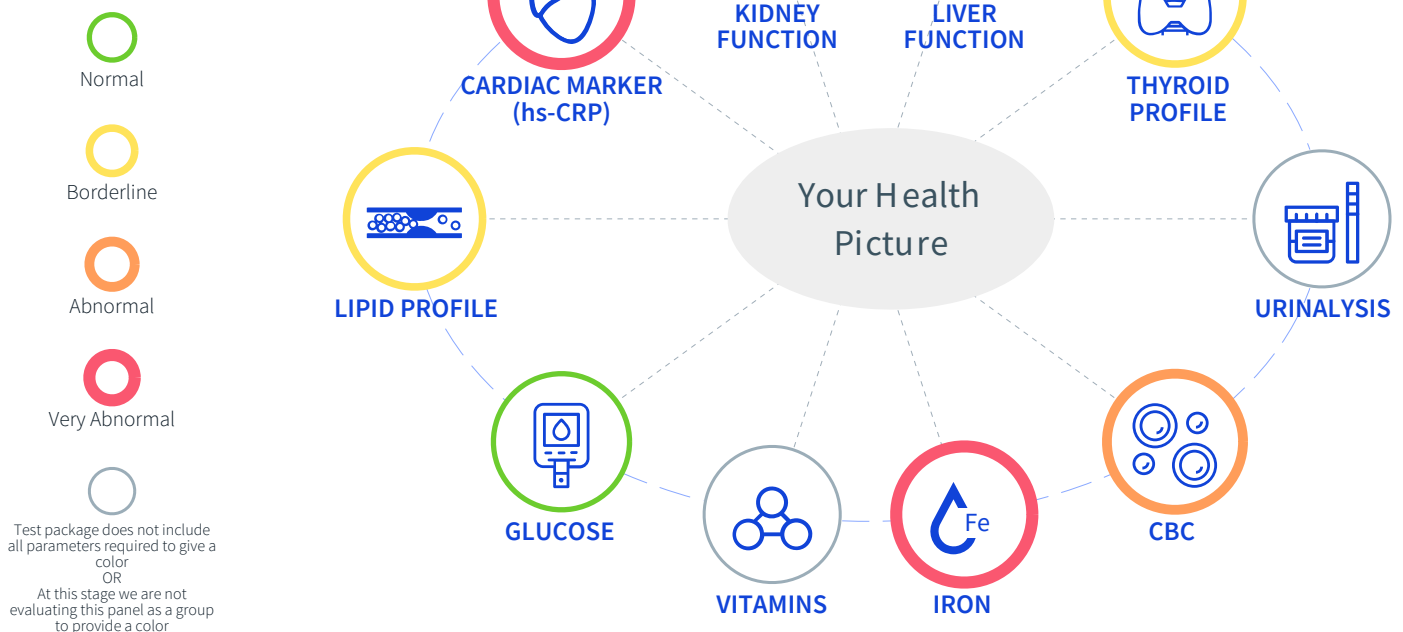 Normal
Borderline
Abnormal
Very Abnormal
Test package does not include
all parameters required to give a
color
OR
At this stage we are not
evaluating this panel as a group
to provide a color
KIDNEY
FUNCTION
LIVER
FUNCTION
CARDIAC MARKER
(hs-CRP)
THYROID
PROFILE
Your Health
Picture
LIPID PROFILE
URINALYSIS
GLUCOSE
Fe
CBC
VITAMINS
IRON